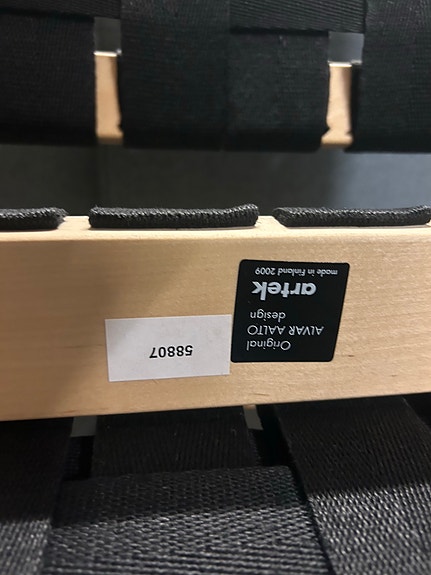 Original
ALVAR AALTO
design
artek
made in Finland 2009
58807